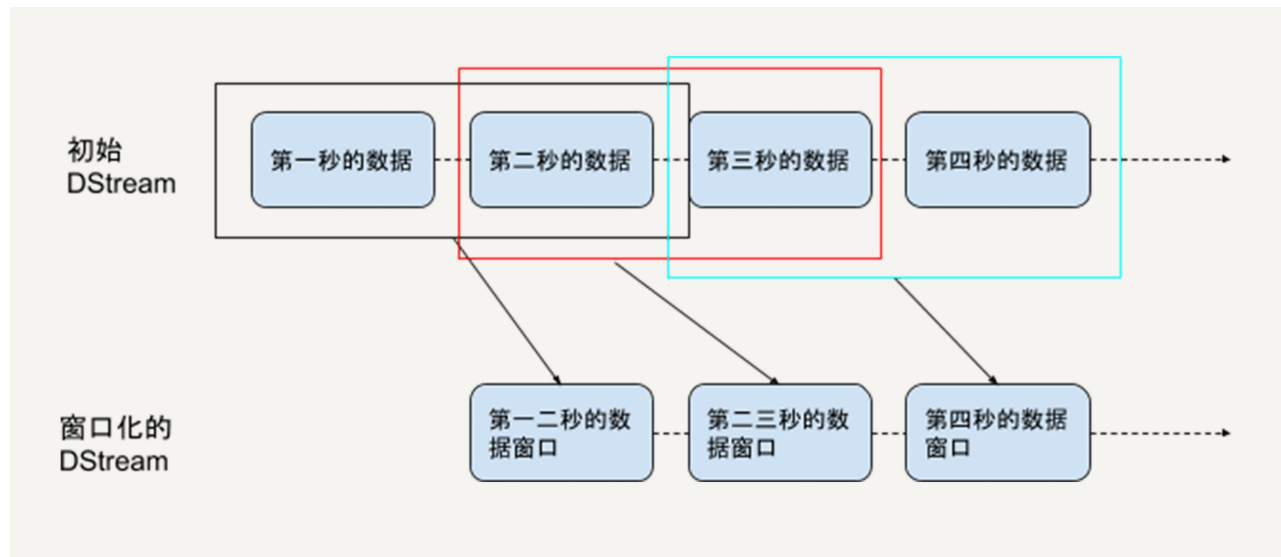 初始
DStream
第一秒的数据
第二秒的数据
第三秒的数据
第四秒的数据
窗口化的
DStream
第一二秒的数
据窗口
第二三秒的数
据窗口
第四秒的数据
窗口